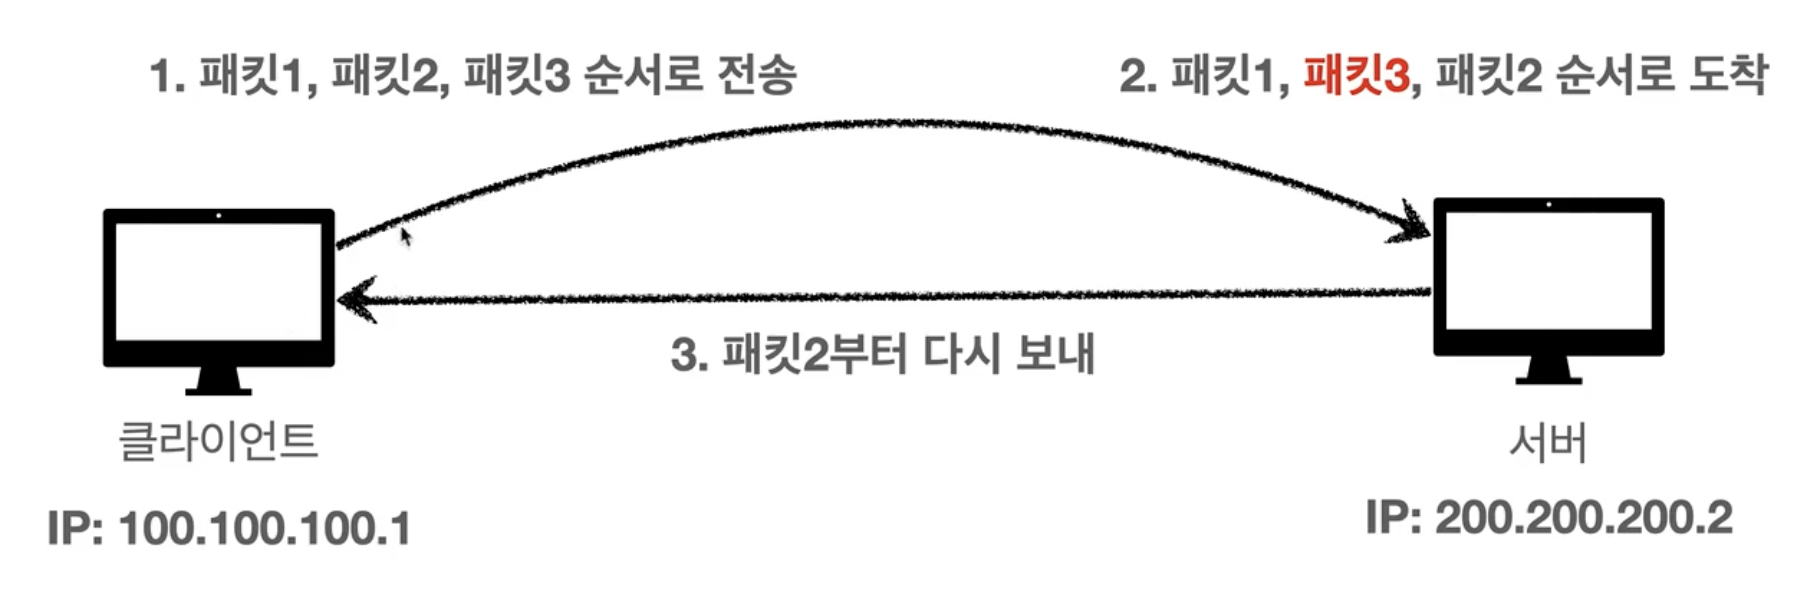 1. 패킷1, 패킷2, 패킷3 순서로 전송
2. 패킷1, 패킷3, 패킷2 순서로 도착
3. 패킷2부터 다시 보내
클라이언트
서버
IP: 100.100.100.1
IP: 200.200.200.2